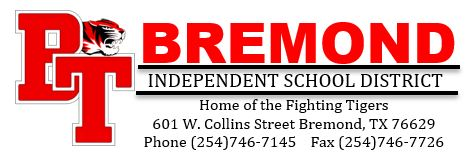 BT
BREMOND
INDEPENDENT SCHOOL DISTRICT
Home of the Fighting Tigers
601 W. Collins Street Bremond, TX 76629
Phone (254)746-7145 Fax (254)746-7726